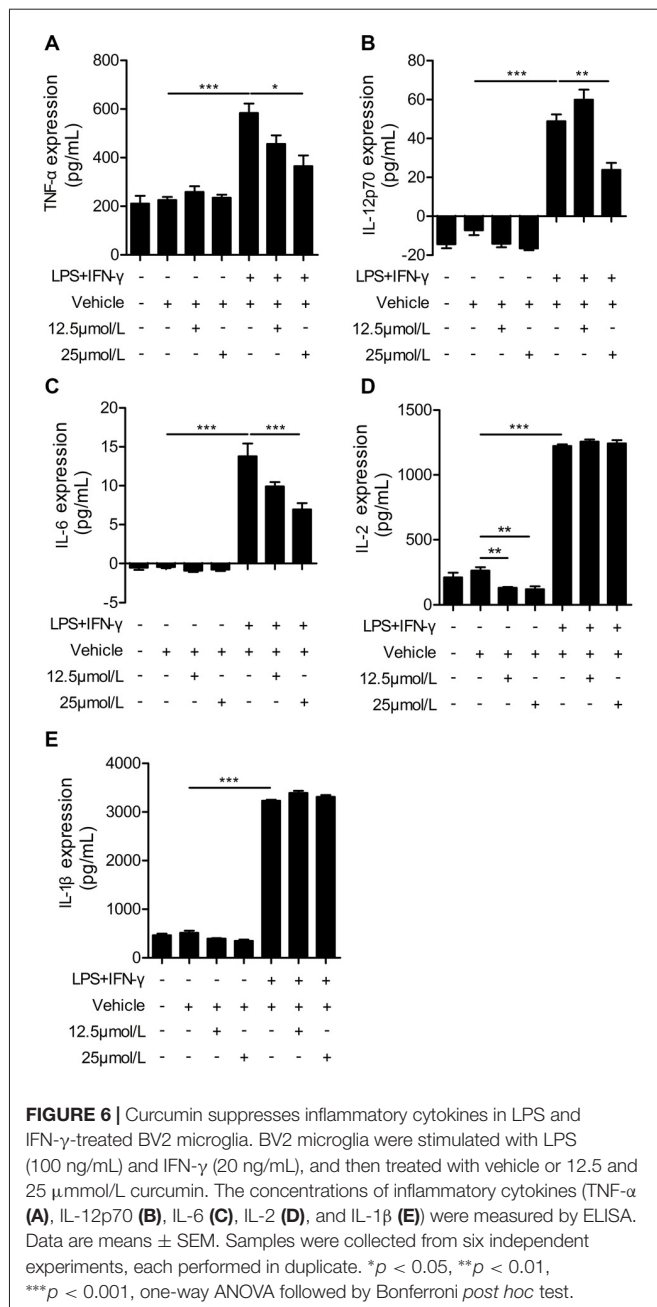 A
TNF-α expression
(pg/mL)
800
600
400
200
0
*** *
LPS+IFN-γ - - - - + + +
Vehicle - + + + + + +
12.5μmol/L - - + - - + -
25μmol/L - - - + - - +
B
IL-12p70 expression
(pg/mL)
80
60
40
20
0
-20
*** **
LPS+IFN-γ - - - - + + +
Vehicle - + + + + + +
12.5μmol/L - - + - - + -
25μmol/L - - - + - - +
C
IL-6 expression
(pg/mL)
20
15
10
5
0
-5
*** ***
LPS+IFN-γ - - - - + + +
Vehicle - + + + + + +
12.5μmol/L - - + - - + -
25μmol/L - - - + - - +
D
IL-2 expression
(pg/mL)
1500
1000
500
0
***
**
**
LPS+IFN-γ - - - - + + +
Vehicle - + + + + + +
12.5μmol/L - - + - - + -
25μmol/L - - - + - - +
E
IL-1β expression
(pg/mL)
4000
3000
2000
1000
0
***
LPS+IFN-γ - - - - + + +
Vehicle - + + + + + +
12.5μmol/L - - + - - + -
25μmol/L - - - + - - +
FIGURE 6 | Curcumin suppresses inflammatory cytokines in LPS and
IFN-γ-treated BV2 microglia. BV2 microglia were stimulated with LPS
(100 ng/mL) and IFN-γ (20 ng/mL), and then treated with vehicle or 12.5 and
25 μmmol/L curcumin. The concentrations of inflammatory cytokines (TNF-α
(A), IL-12p70 (B), IL-6 (C), IL-2 (D), and IL-1β (E)) were measured by ELISA.
Data are means ± SEM. Samples were collected from six independent
experiments, each performed in duplicate. *p < 0.05, **p < 0.01,
***p < 0.001, one-way ANOVA followed by Bonferroni post hoc test.